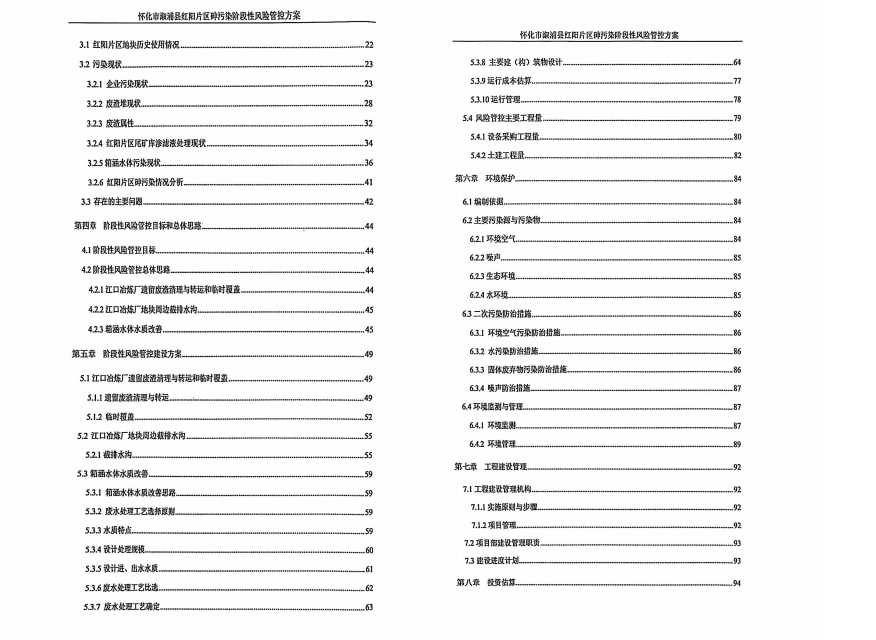 怀化市溆浦县红阳片区砷污染阶段性风险管控方案
3.1 红阳片区地块历史使用情况 22
3.2 污染现状 23
3.2.1 企业污染现状 23
3.2.2 废渣堆现状 28
3.2.3 废渣属性 32
3.2.4 红阳片区尾矿库渗滤液处理现状 34
3.2.5 箱涵水体污染现状 36
3.2.6 红阳片区砷污染情况分析 41
3.3 存在的主要问题 42
第四章 阶段性风险管控目标和总体思路 44
4.1 阶段性风险管控目标 44
4.2 阶段性风险管控总体思路 44
4.2.1 江口冶炼厂遗留废渣清理与转运和临时覆盖 44
4.2.2 江口冶炼厂地块周边截排水沟 45
4.2.3 箱涵水体水质改善 45
第五章 阶段性风险管控建设方案 49
5.1 江口冶炼厂遗留废渣清理与转运和临时覆盖 49
5.1.1 遗留废渣清理与转运 49
5.1.2 临时覆盖 52
5.2 江口冶炼厂地块周边截排水沟 55
5.2.1 截排水沟 55
5.3 箱涵水体水质改善 59
5.3.1 箱涵水体水质改善思路 59
5.3.2 废水处理工艺选择原则 59
5.3.3 水质特点 59
5.3.4 设计处理规模 60
5.3.5 设计进、出水水质 61
5.3.6 废水处理工艺比选 62
5.3.7 废水处理工艺确定 63
怀化市溆浦县红阳片区砷污染阶段性风险管控方案
5.3.8 主要建（构）筑物设计 64
5.3.9 运行成本估算 77
5.3.10 运行管理 78
5.4 风险管控主要工程量 79
5.4.1 设备采购工程量 80
5.4.2 土建工程量 82
第六章 环境保护 84
6.1 编制依据 84
6.2 主要污染源与污染物 84
6.2.1 环境空气 84
6.2.2 噪声 85
6.2.3 生态环境 85
6.2.4 水环境 85
6.3 二次污染防治措施 86
6.3.1 环境空气污染防治措施 86
6.3.2 水污染防治措施 86
6.3.3 固体废弃物污染防治措施 86
6.3.4 噪声防治措施 87
6.4 环境监测与管理 87
6.4.1 环境监测 87
6.4.2 环境管理 89
第七章 工程建设管理 92
7.1 工程建设管理机构 92
7.1.1 实施原则与步骤 92
7.1.2 项目管理 92
7.2 项目部建设管理职责 93
7.3 建设进度计划 93
第八章 投资估算 94